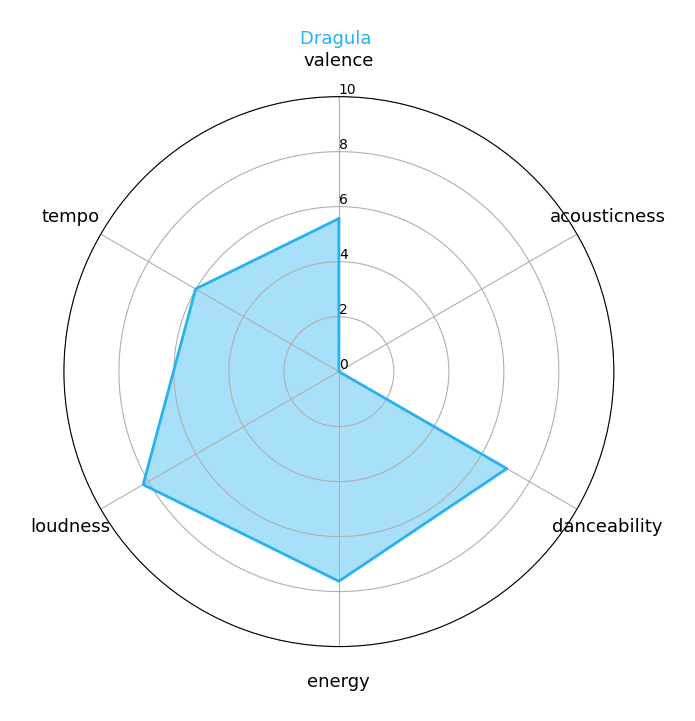 Dragula
valence
10
8
tempo
6
acousticness
4
2
0
loudness
danceability
energy